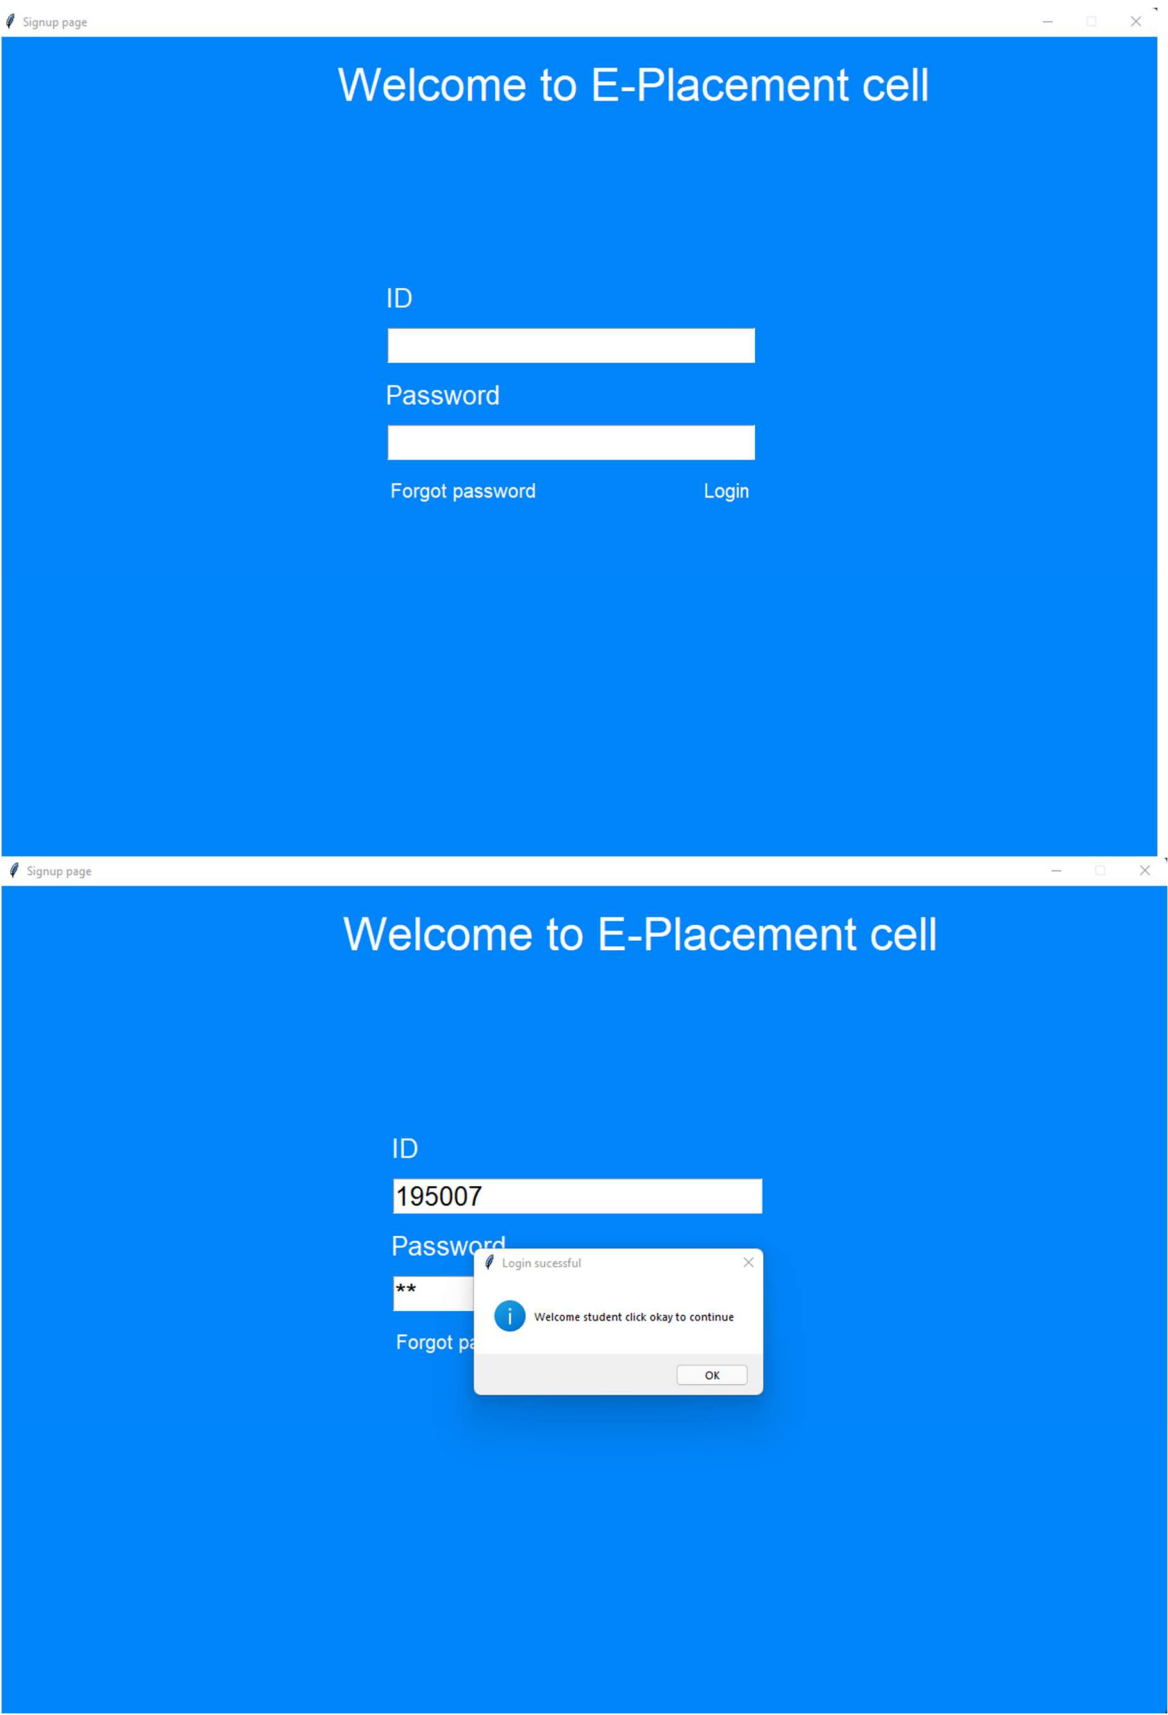 Signup page
Welcome to E-Placement cell
ID
Password
Forgot password Login
Signup page
Welcome to E-Placement cell
ID
195007
Password
Login sucessful
**
Welcome student click okay to continue
Forgot pa
OK